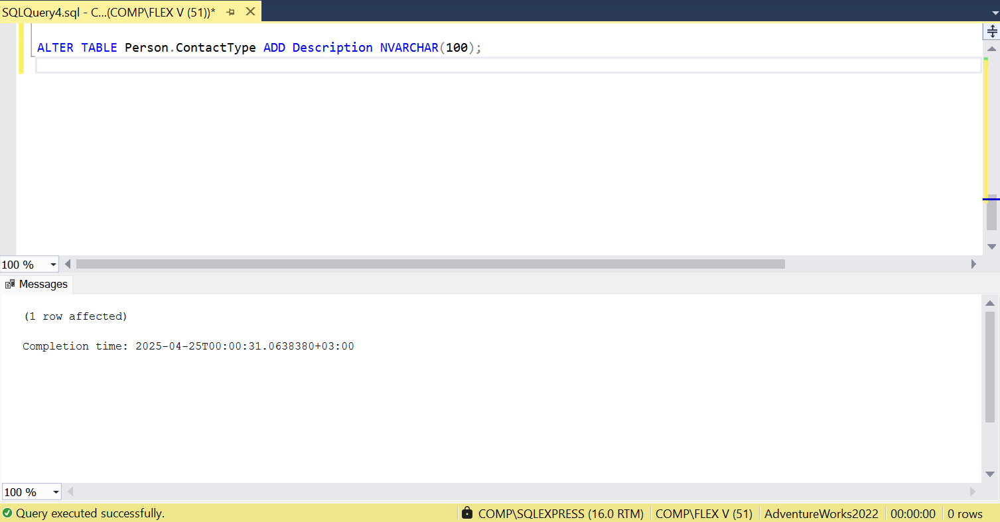 SQLQuery4.sql - C...(COMP\FLEX V (51))*
ALTER TABLE Person.ContactType ADD Description NVARCHAR(100);
100 %
Messages
(1 row affected)
Completion time: 2025-04-25T00:00:31.0638380+03:00
100 %
Query executed successfully. COMP\SQLEXPRESS (16.0 RTM) COMP\FLEX V (51) AdventureWorks2022 00:00:00 0 rows